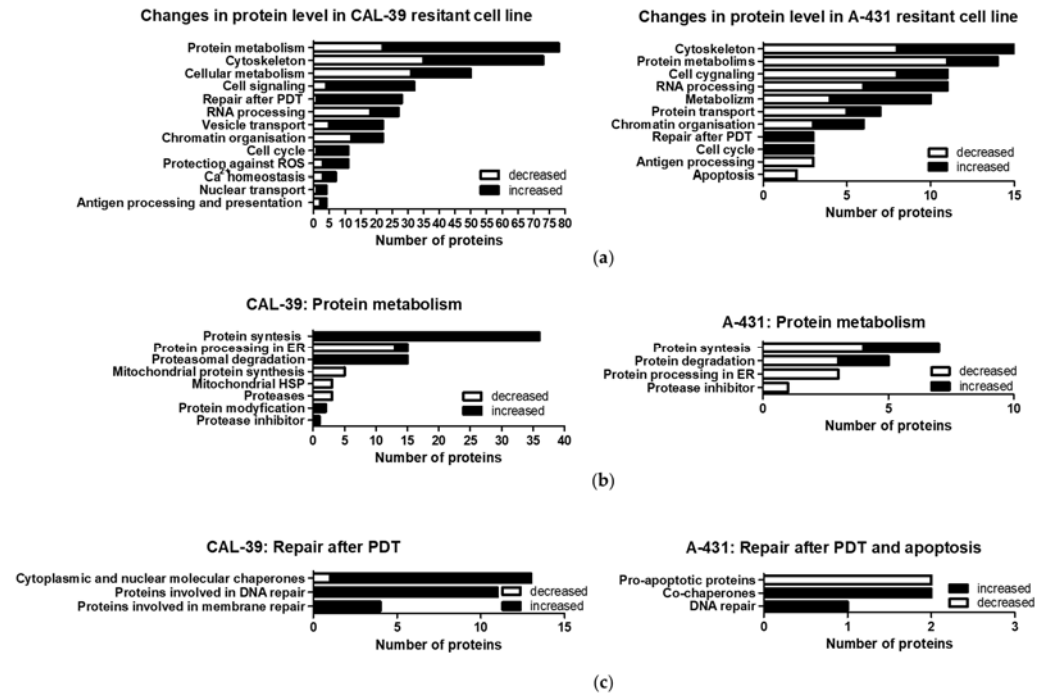 Changes in protein level in CAL-39 resitant cell line
Protein metabolism
Cytoskeleton
Cellular metabolism
Cell signaling
Repair after PDT
RNA processing
Vesicle transport
Chromatin organisation
Cell cycle
Protection against ROS
Ca2+ homeostasis
Nuclear transport
Antigen processing and presentation
decreased
increased
0 5 10 15 20 25 30 35 40 45 50 55 60 65 70 75 80
Number of proteins
Changes in protein level in A-431 resitant cell line
Cytoskeleton
Protein metabolims
Cell cygnaling
RNA processing
Metabolizm
Protein transport
Chromatin organisation
Repair after PDT
Cell cycle
Antigen processing
Apoptosis
decreased
increased
0 5 10 15
Number of proteins
(a)
CAL-39: Protein metabolism
Protein syntesis
Protein processing in ER
Proteasomal degradation
Mitochondrial protein synthesis
Mitochondrial HSP
Proteases
Protein modyfication
Protease inhibitor
decreased
increased
0 5 10 15 20 25 30 35 40
Number of proteins
A-431: Protein metabolism
Protein syntesis
Protein degradation
Protein processing in ER
Protease inhibitor
decreased
increased
0 5 10
Number of proteins
(b)
CAL-39: Repair after PDT
Cytoplasmic and nuclear molecular chaperones
Proteins involved in DNA repair
Proteins involved in membrane repair
decreased
increased
0 5 10 15
Number of proteins
A-431: Repair after PDT and apoptosis
Pro-apoptotic proteins
Co-chaperones
DNA repair
increased
decreased
0 1 2 3
Number of proteins
(c)